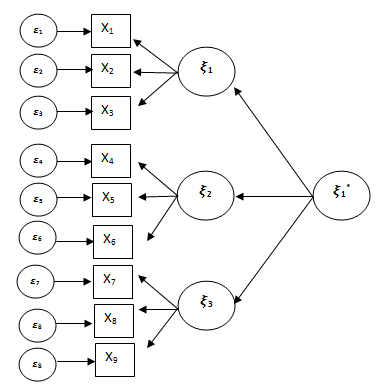 ε₁ X₁
ξ₁
ε₂ X₂
ε₃ X₃
ε₄ X₄
ε₅ X₅ ξ₂ ξ₁*
ε₆ X₆
ε₇ X₇
ξ₃
ε₈ X₈
ε₈ X₉